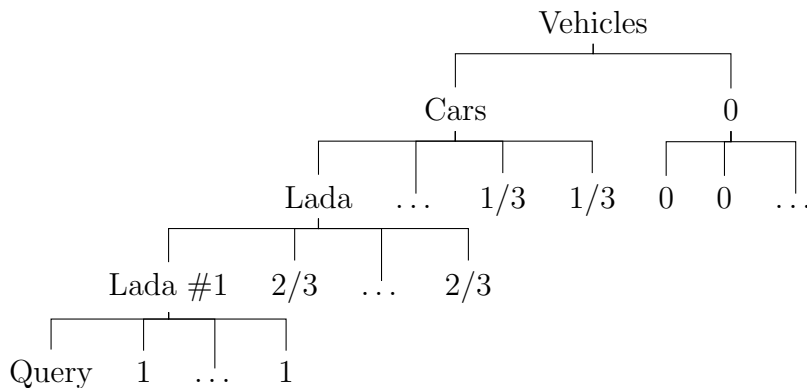 Vehicles
Cars 0
Lada ... 1/3 1/3 0 0 ...
Lada #1 2/3 ... 2/3
Query 1 ... 1